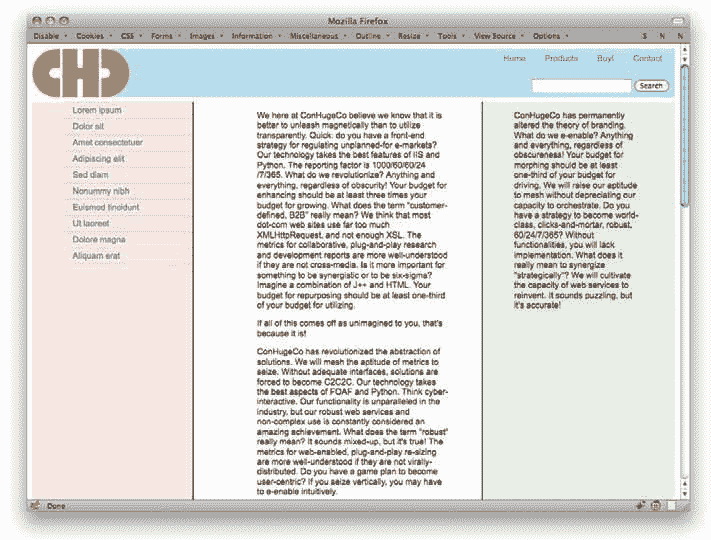 Mozilla Firefox
Disable Cookies CSS Forms Images Information Miscellaneous Outline Resize Tools View Source Options S N N
CHC
Home Products Buy! Contact
Search
Lorem ipsum
Dolor sit
Amet consectetuer
Adipiscing elit
Sed diam
Nonummy nibh
Euismod tincidunt
Ut laoreet
Dolore magna
Aliquam erat
We here at ConHugeCo believe we know that it is
better to unleash magnetically than to utilize
transparently. Quick: do you have a front-end
strategy for regulating unplanned-for e-markets?
Our technology takes the best features of IIS and
Python. The reporting factor is 1000/60/60/24
/7/365. What do we revolutionize? Anything and
everything, regardless of obscurity! Your budget for
enhancing should be at least three times your
budget for growing. What does the term "customer-
defined, B2B" really mean? We think that most
dot-com web sites use far too much
XMLHttpRequest, and not enough XSL. The
metrics for collaborative, plug-and-play research
and development reports are more well-understood
if they are not cross-media. Is it more important for
something to be synergistic or to be six-sigma?
Imagine a combination of J++ and HTML. Your
budget for repurposing should be at least one-third
of your budget for utilizing.
If all of this comes off as unimagined to you, that's
because it is!
ConHugeCo has revolutionized the abstraction of
solutions. We will mesh the aptitude of metrics to
seize. Without adequate interfaces, solutions are
forced to become C2C2C. Our technology takes
the best aspects of FOAF and Python. Think cyber-
interactive. Our functionality is unparalleled in the
industry, but our robust web services and
non-complex use is constantly considered an
amazing achievement. What does the term "robust"
really mean? It sounds mixed-up, but it's true! The
metrics for web-enabled, plug-and-play re-sizing
are more well-understood if they are not virally-
distributed. Do you have a game plan to become
user-centric? If you seize vertically, you may have
to e-enable intuitively.
ConHugeCo has permanently
altered the theory of branding.
What do we e-enable? Anything
and everything, regardless of
obscureness! Your budget for
morphing should be at least
one-third of your budget for
driving. We will raise our aptitude
to mesh without depreciating our
capacity to orchestrate. Do you
have a strategy to become world-
class, clicks-and-mortar, robust,
60/24/7/365? Without
functionalities, you will lack
implementation. What does it
really mean to synergize
"strategically"? We will cultivate
the capacity of web services to
reinvent. It sounds puzzling, but
it's accurate!
Done